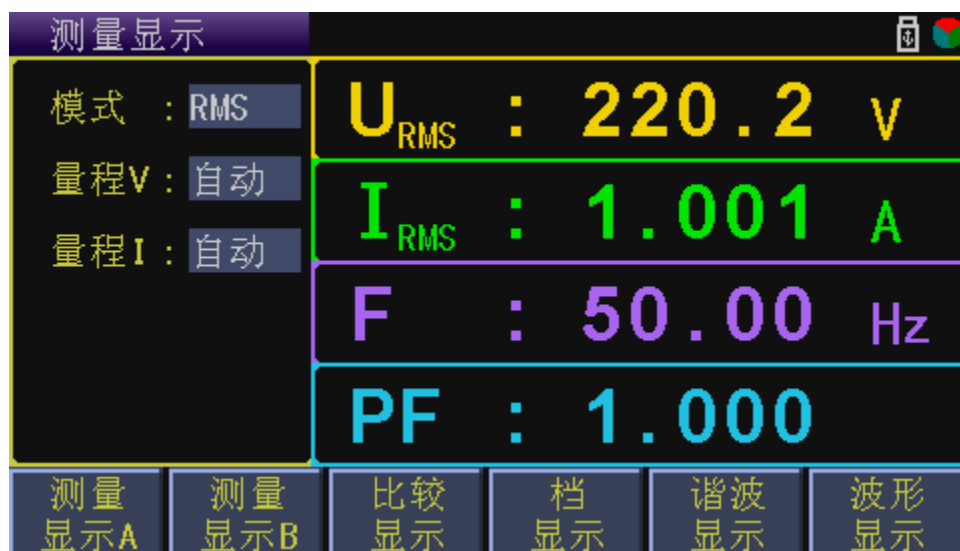 测量显示
模式 : RMS
量程V : 自动
量程I : 自动
URMS : 220.2 V
IRMS : 1.001 A
F : 50.00 Hz
PF : 1.000
测量显示A
测量显示B
比较显示
档显示
谐波显示
波形显示